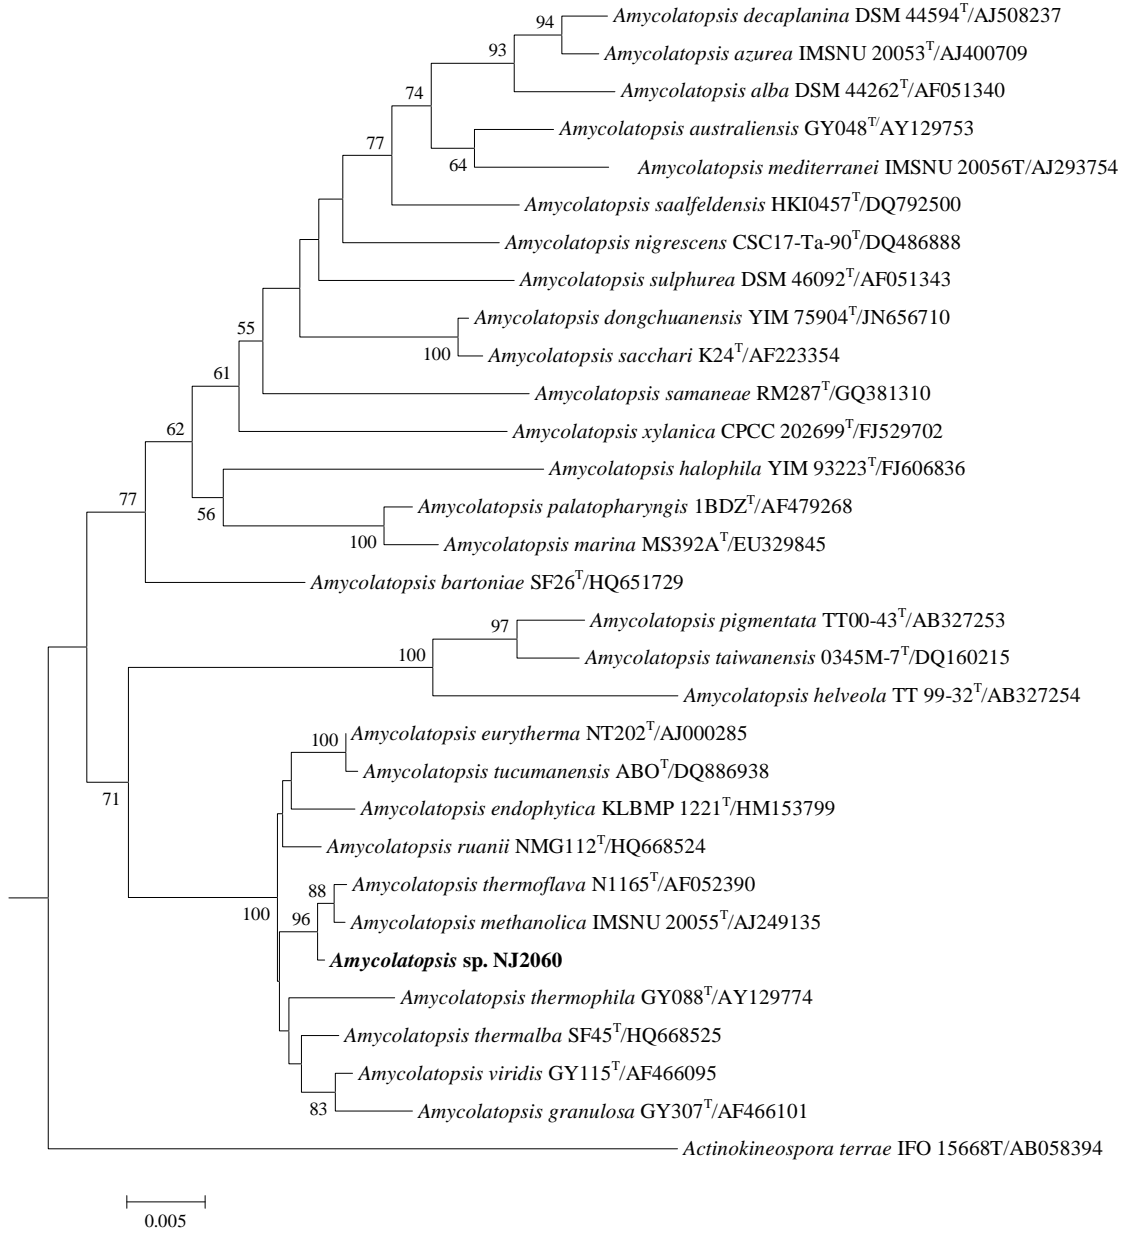 94
Amycolatopsis decaplanina DSM 44594T/AJ508237
93
Amycolatopsis azurea IMSNU 20053T/AJ400709
74
Amycolatopsis alba DSM 44262T/AF051340
Amycolatopsis australiensis GY048T/AY129753
77
64
Amycolatopsis mediterranei IMSNU 20056T/AJ293754
Amycolatopsis saalfeldensis HKI0457T/DQ792500
Amycolatopsis nigrescens CSC17-Ta-90T/DQ486888
Amycolatopsis sulphurea DSM 46092T/AF051343
Amycolatopsis dongchuanensis YIM 75904T/JN656710
55
100
Amycolatopsis sacchari K24T/AF223354
61
Amycolatopsis samaneae RM287T/GQ381310
62
Amycolatopsis xylanica CPCC 202699T/FJ529702
Amycolatopsis halophila YIM 93223T/FJ606836
77
56
Amycolatopsis palatopharyngis 1BDZT/AF479268
100
Amycolatopsis marina MS392AT/EU329845
Amycolatopsis bartoniae SF26T/HQ651729
97
Amycolatopsis pigmentata TT00-43T/AB327253
100
Amycolatopsis taiwanensis 0345M-7T/DQ160215
Amycolatopsis helveola TT 99-32T/AB327254
100
Amycolatopsis eurytherma NT202T/AJ000285
Amycolatopsis tucumanensis ABOT/DQ886938
71
Amycolatopsis endophytica KLBMP 1221T/HM153799
Amycolatopsis ruanii NMG112T/HQ668524
88
Amycolatopsis thermoflava N1165T/AF052390
100
96
Amycolatopsis methanolica IMSNU 20055T/AJ249135
Amycolatopsis sp. NJ2060
Amycolatopsis thermophila GY088T/AY129774
Amycolatopsis thermalba SF45T/HQ668525
Amycolatopsis viridis GY115T/AF466095
83
Amycolatopsis granulosa GY307T/AF466101
Actinokineospora terrae IFO 15668T/AB058394
0.005